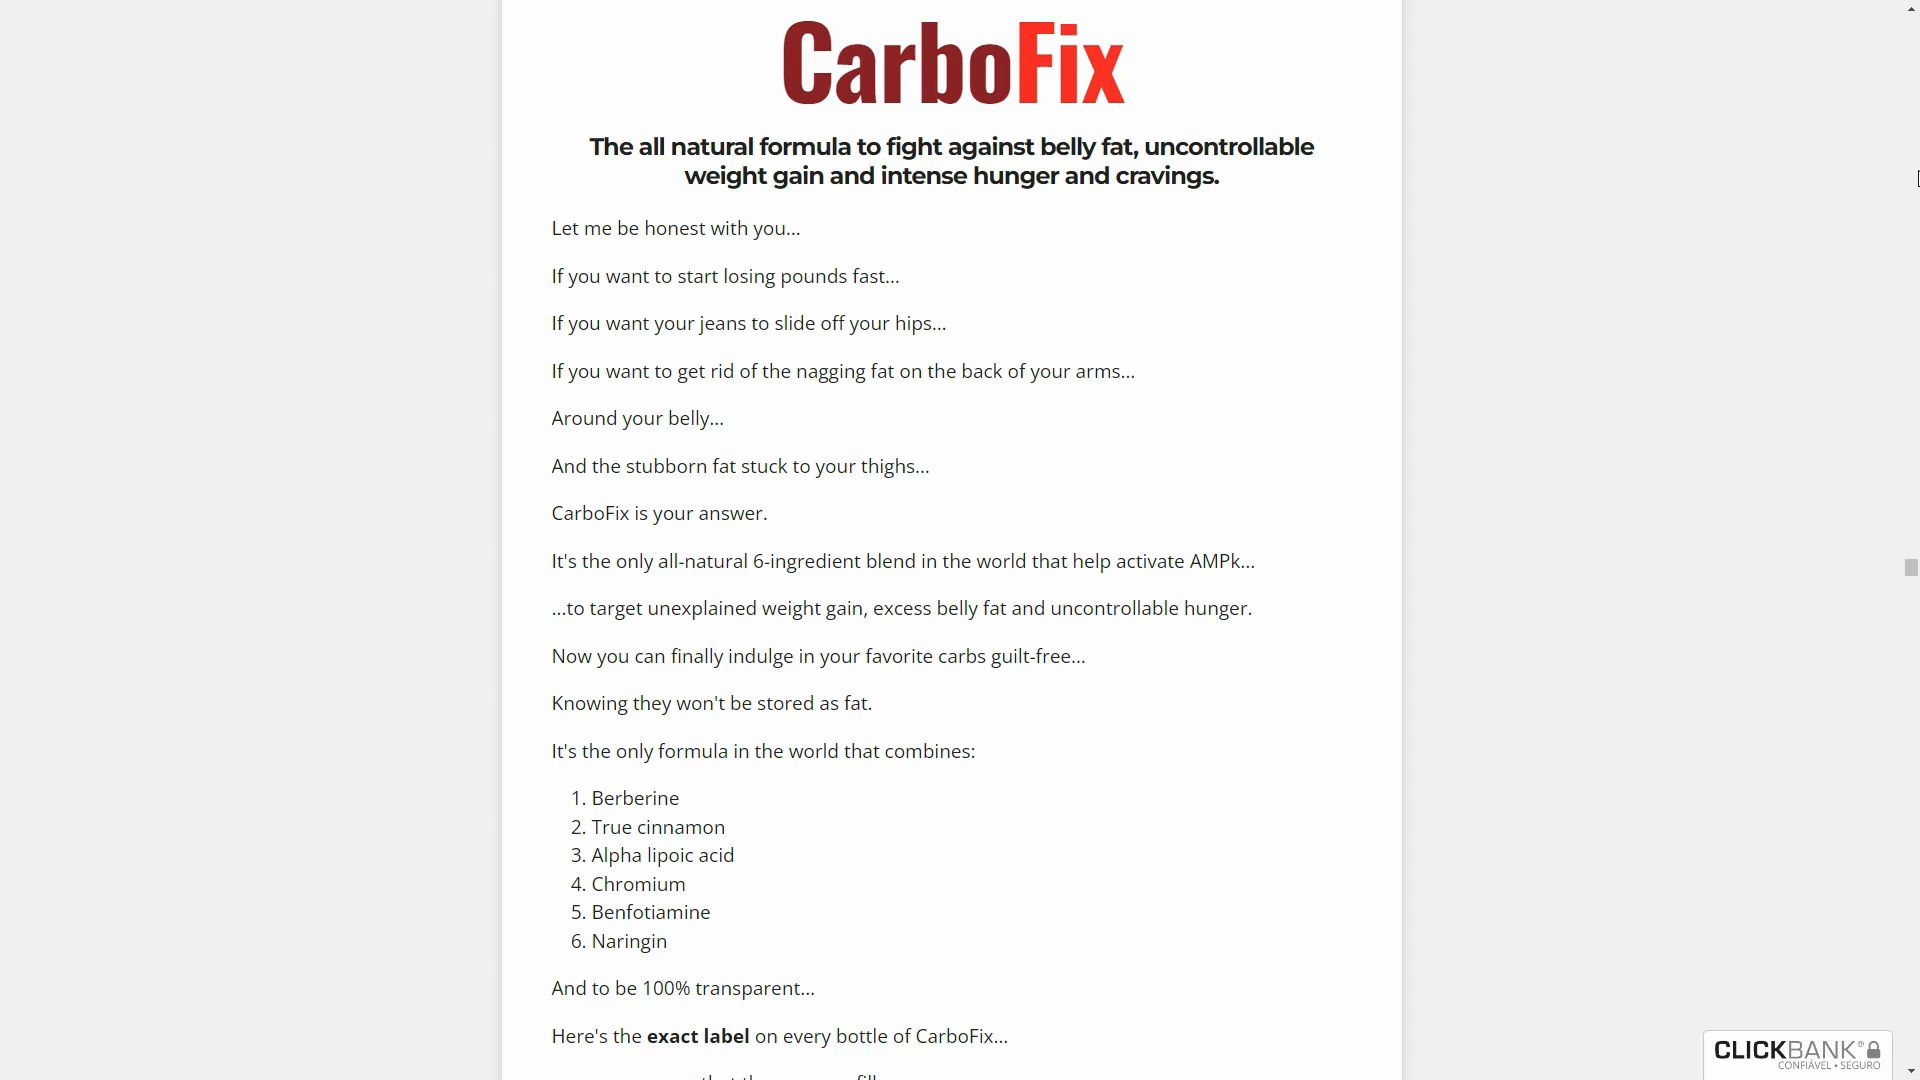 CarboFix
The all natural formula to fight against belly fat, uncontrollable
weight gain and intense hunger and cravings.
Let me be honest with you...
If you want to start losing pounds fast...
If you want your jeans to slide off your hips...
If you want to get rid of the nagging fat on the back of your arms...
Around your belly...
And the stubborn fat stuck to your thighs...
CarboFix is your answer.
It's the only all-natural 6-ingredient blend in the world that help activate AMPk...
...to target unexplained weight gain, excess belly fat and uncontrollable hunger.
Now you can finally indulge in your favorite carbs guilt-free...
Knowing they won't be stored as fat.
It's the only formula in the world that combines:
1. Berberine
2. True cinnamon
3. Alpha lipoic acid
4. Chromium
5. Benfotiamine
6. Naringin
And to be 100% transparent...
Here's the exact label on every bottle of CarboFix...
CLICKBANK®
CONFIÁVEL • SEGURO